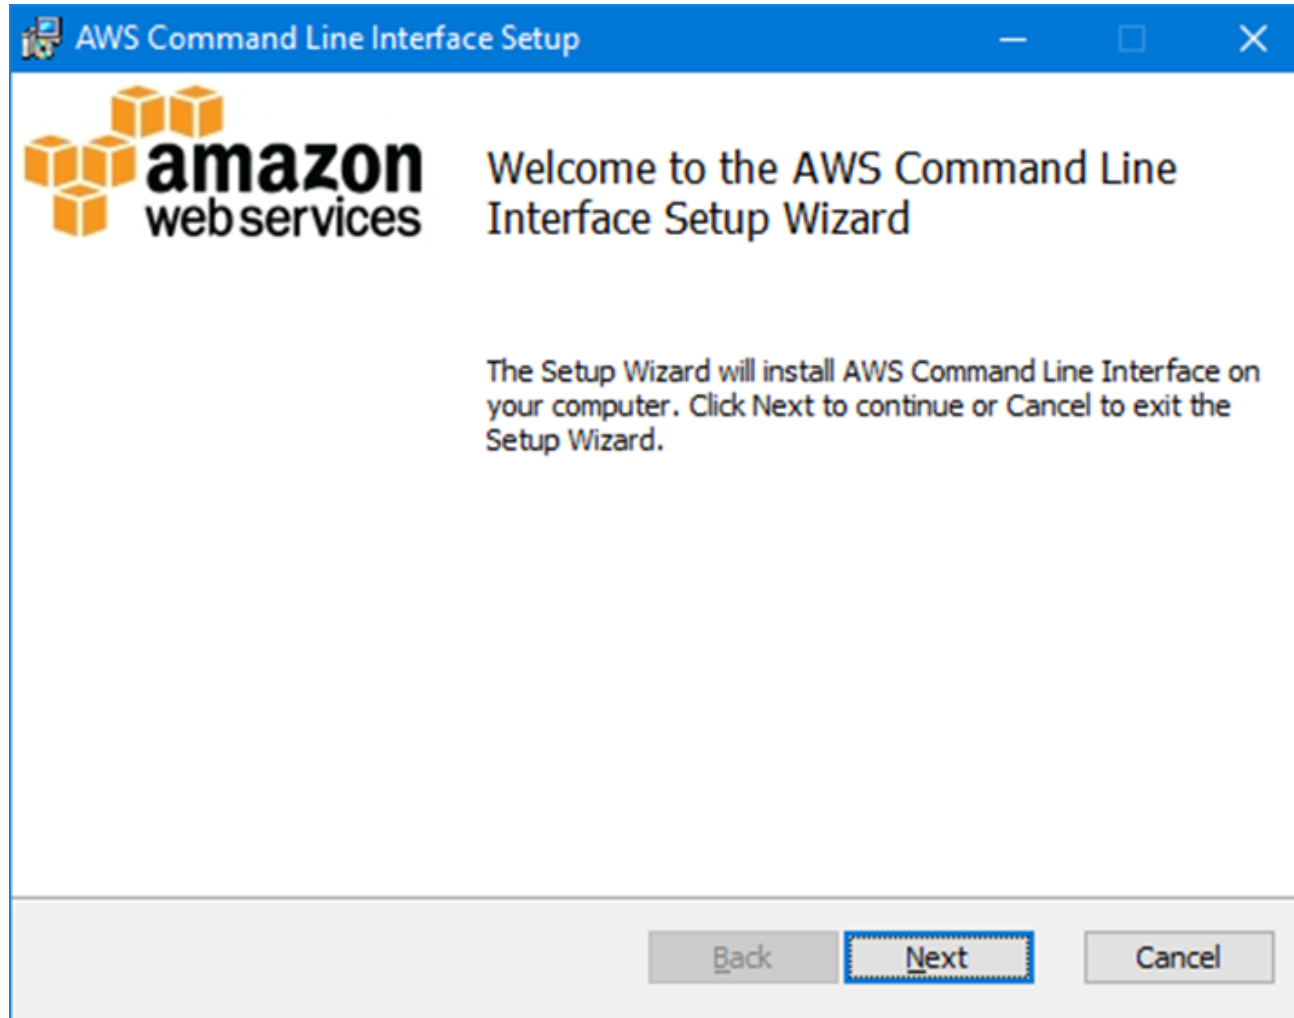 AWS Command Line Interface Setup
amazon
web services
Welcome to the AWS Command Line
Interface Setup Wizard
The Setup Wizard will install AWS Command Line Interface on
your computer. Click Next to continue or Cancel to exit the
Setup Wizard.
Back Next Cancel